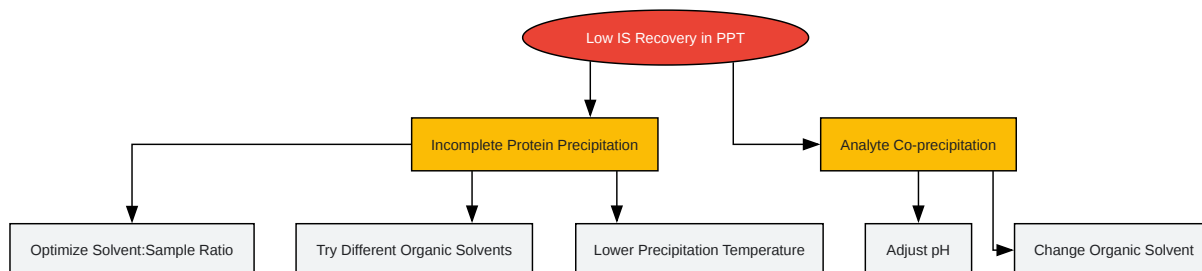 Low IS Recovery in PPT
Incomplete Protein Precipitation
Analyte Co-precipitation
Optimize Solvent:Sample Ratio
Try Different Organic Solvents
Lower Precipitation Temperature
Adjust pH
Change Organic Solvent